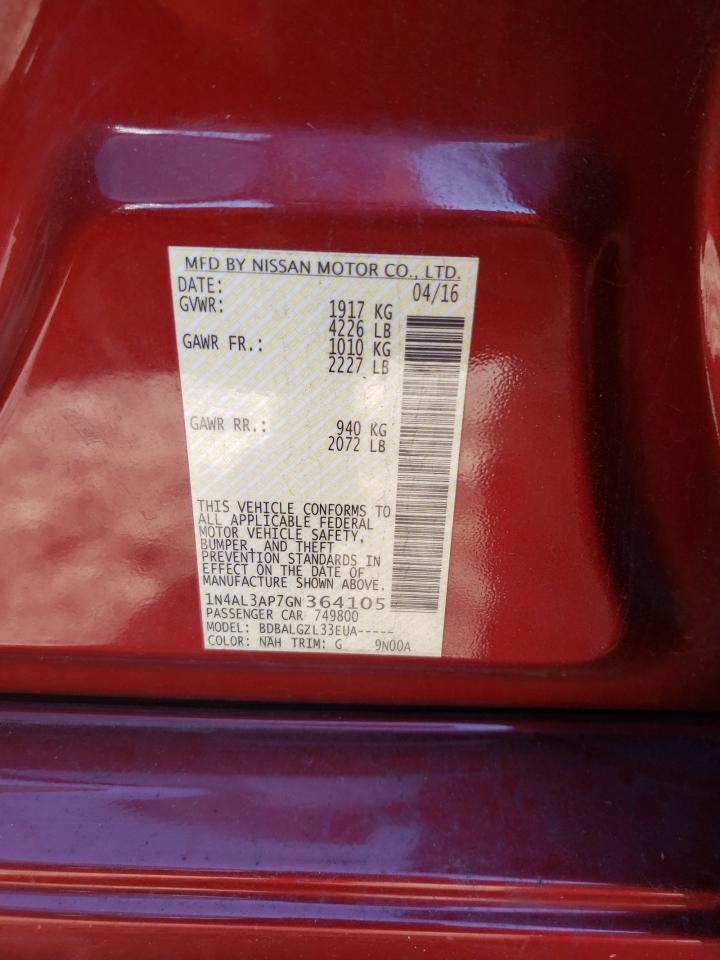 MFD BY NISSAN MOTOR CO., LTD.
DATE: 04/16
GVWR: 1917 KG
4226 LB
GAWR FR.: 1010 KG
2227 LB
GAWR RR.: 940 KG
2072 LB
THIS VEHICLE CONFORMS TO
ALL APPLICABLE FEDERAL
MOTOR VEHICLE SAFETY,
BUMPER, AND THEFT
PREVENTION STANDARDS IN
EFFECT ON THE DATE OF
MANUFACTURE SHOWN ABOVE.
1N4AL3AP7GN364105
PASSENGER CAR 749800
MODEL: BDBALGZL33EUA-----
COLOR: NAH TRIM: G 9N00A